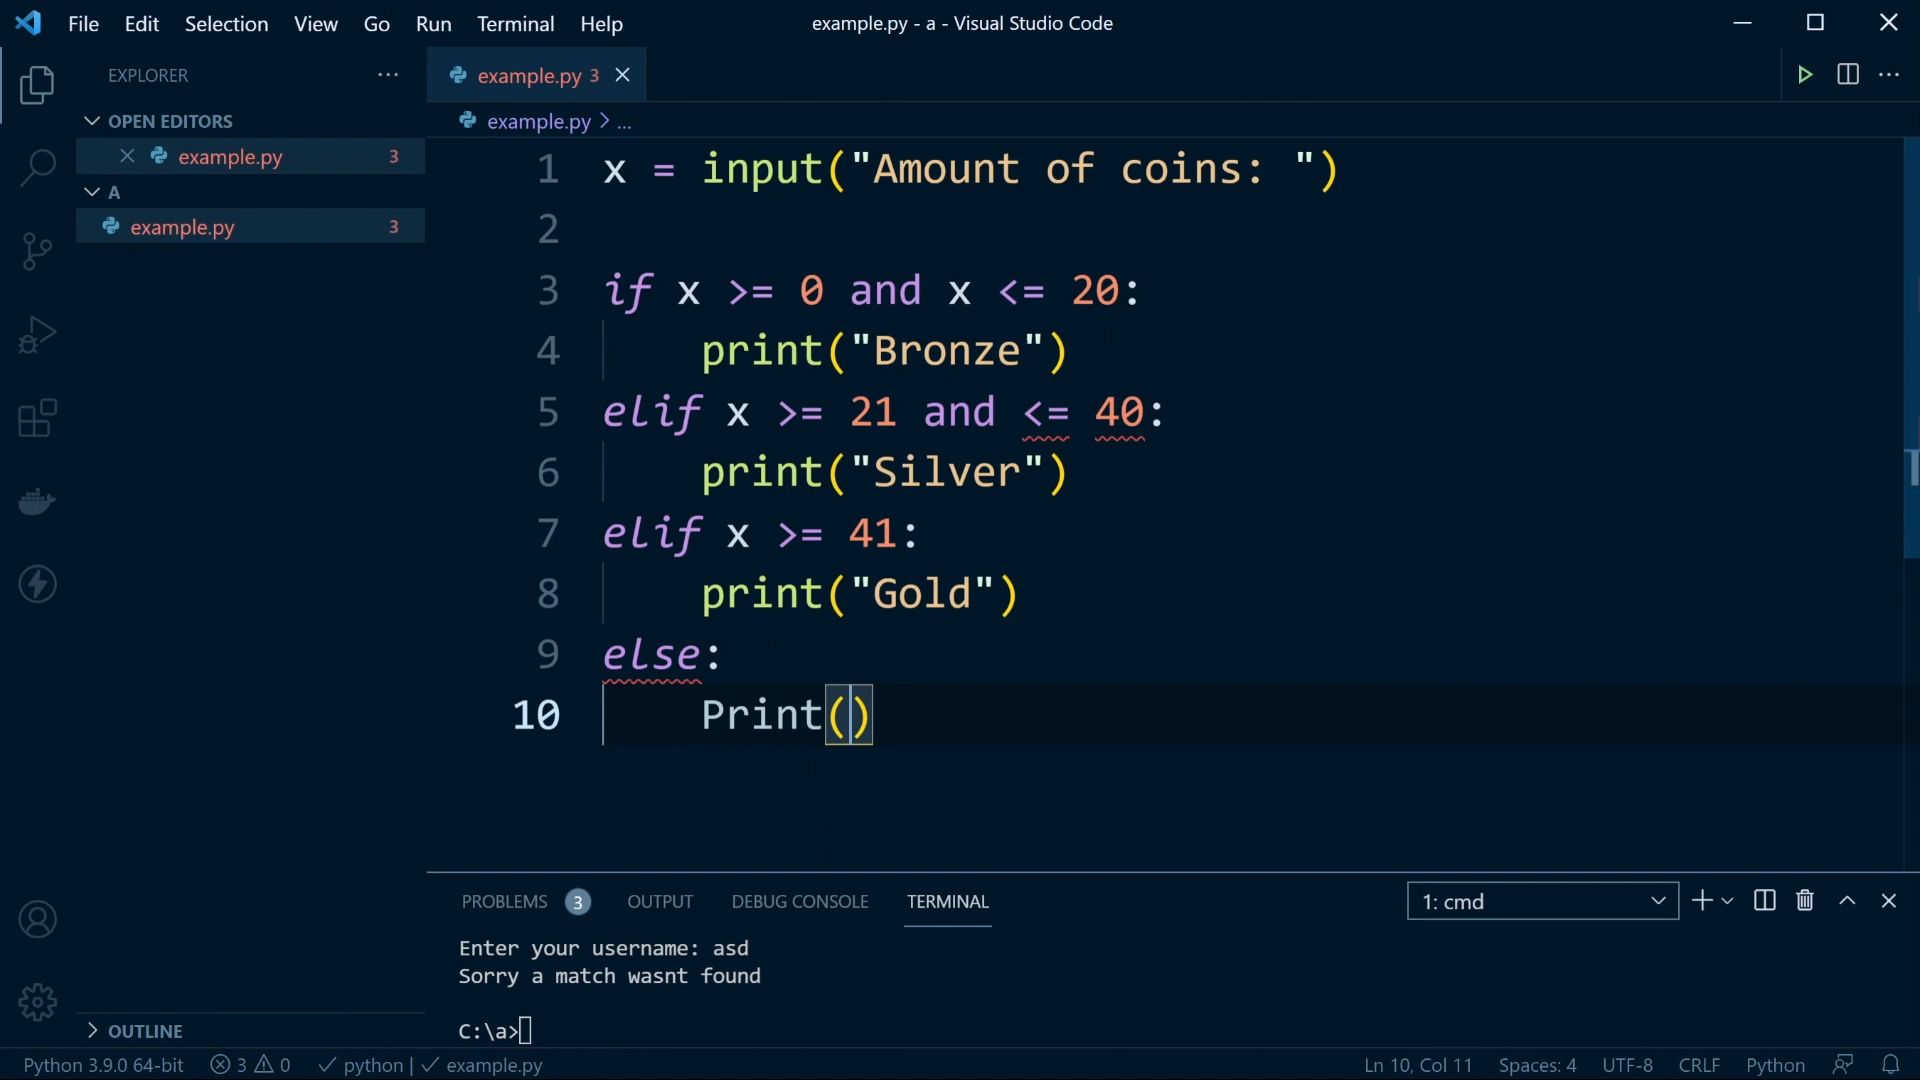 File Edit Selection View Go Run Terminal Help example.py - a - Visual Studio Code
EXPLORER
OPEN EDITORS
example.py 3
A
example.py 3
OUTLINE
example.py 3
example.py > ...
1 x = input("Amount of coins: ")
2
3 if x >= 0 and x <= 20:
4 print("Bronze")
5 elif x >= 21 and <= 40:
6 print("Silver")
7 elif x >= 41:
8 print("Gold")
9 else:
10 Print()
PROBLEMS 3 OUTPUT DEBUG CONSOLE TERMINAL 1: cmd
Enter your username: asd
Sorry a match wasnt found
C:\a>
Python 3.9.0 64-bit 3 0 python | example.py Ln 10, Col 11 Spaces: 4 UTF-8 CRLF Python